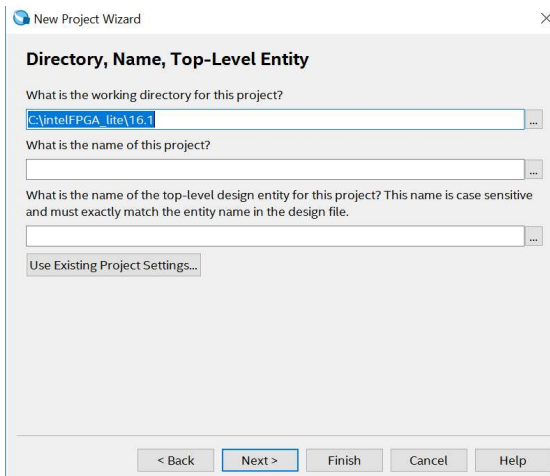 New Project Wizard
Directory, Name, Top-Level Entity
What is the working directory for this project?
C:\intelFPGA_lite\16.1
...
What is the name of this project?
...
What is the name of the top-level design entity for this project? This name is case sensitive
and must exactly match the entity name in the design file.
...
Use Existing Project Settings...
< Back Next > Finish Cancel Help